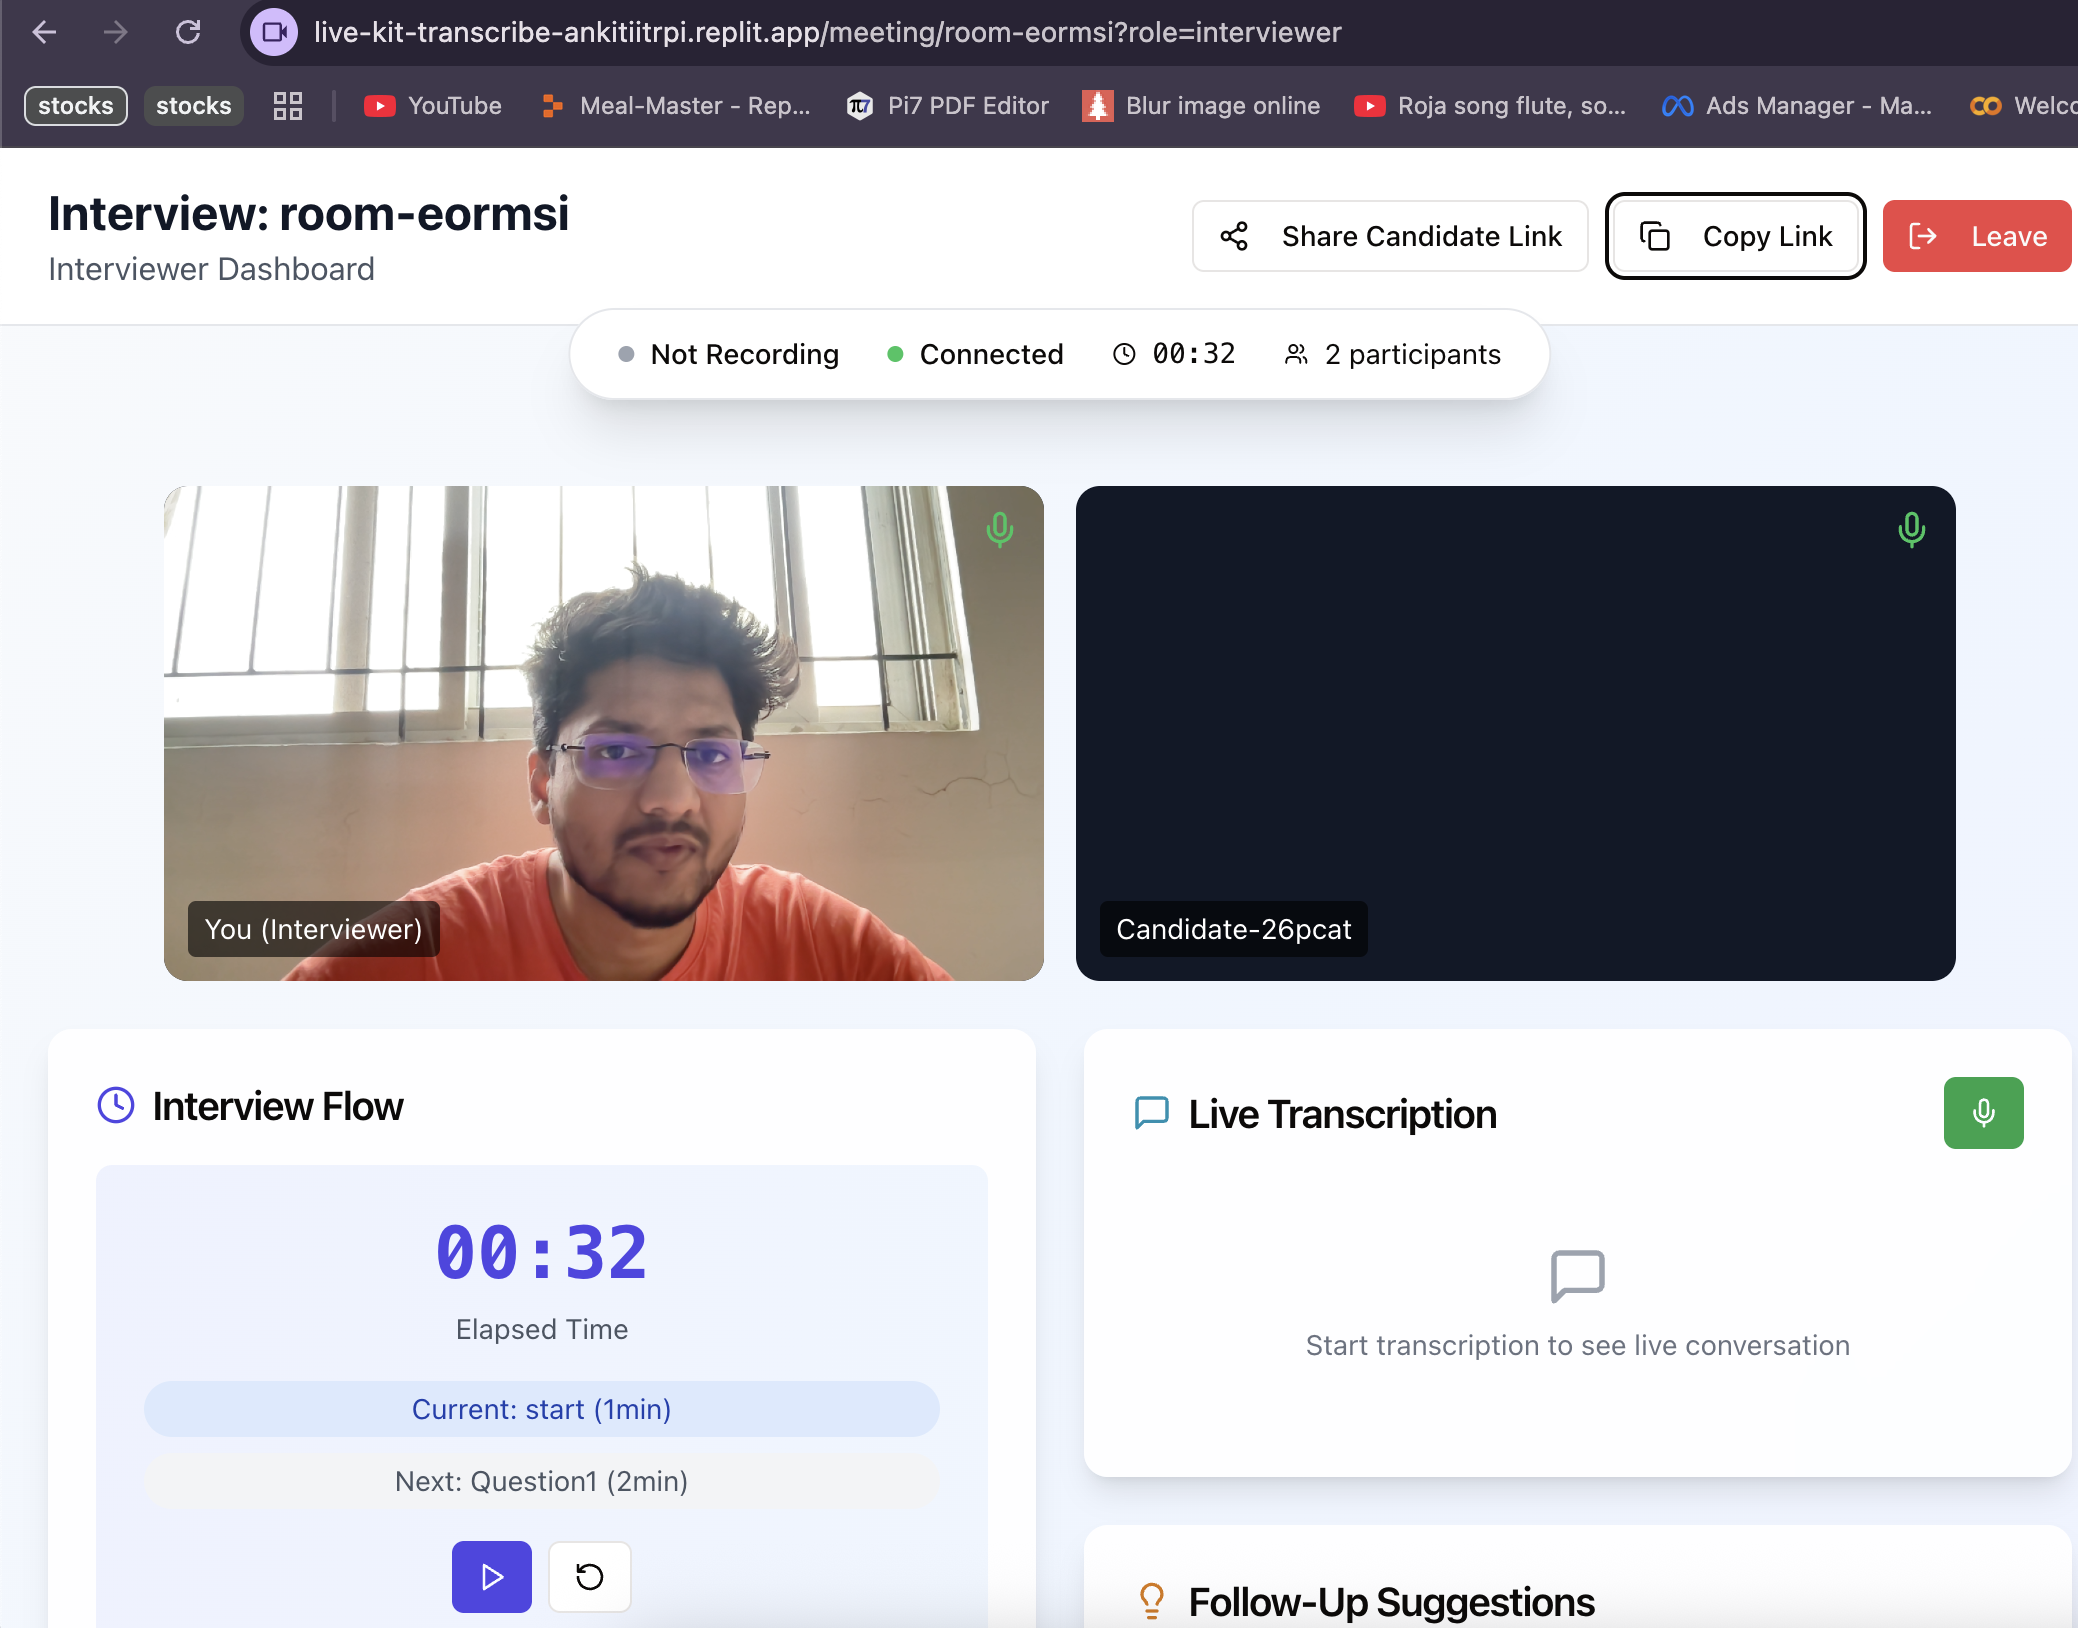 live-kit-transcribe-ankitiitrpi.replit.app/meeting/room-eormsi?role=interviewer
stocks stocks YouTube Meal-Master - Rep... Pi7 PDF Editor Blur image online Roja song flute, so... Ads Manager - Ma... Welco
Interview: room-eormsi
Interviewer Dashboard
Share Candidate Link Copy Link Leave
Not Recording Connected 00:32 2 participants
You (Interviewer)
Candidate-26pcat
Interview Flow
00:32
Elapsed Time
Current: start (1min)
Next: Question1 (2min)
Live Transcription
Start transcription to see live conversation
Follow-Up Suggestions